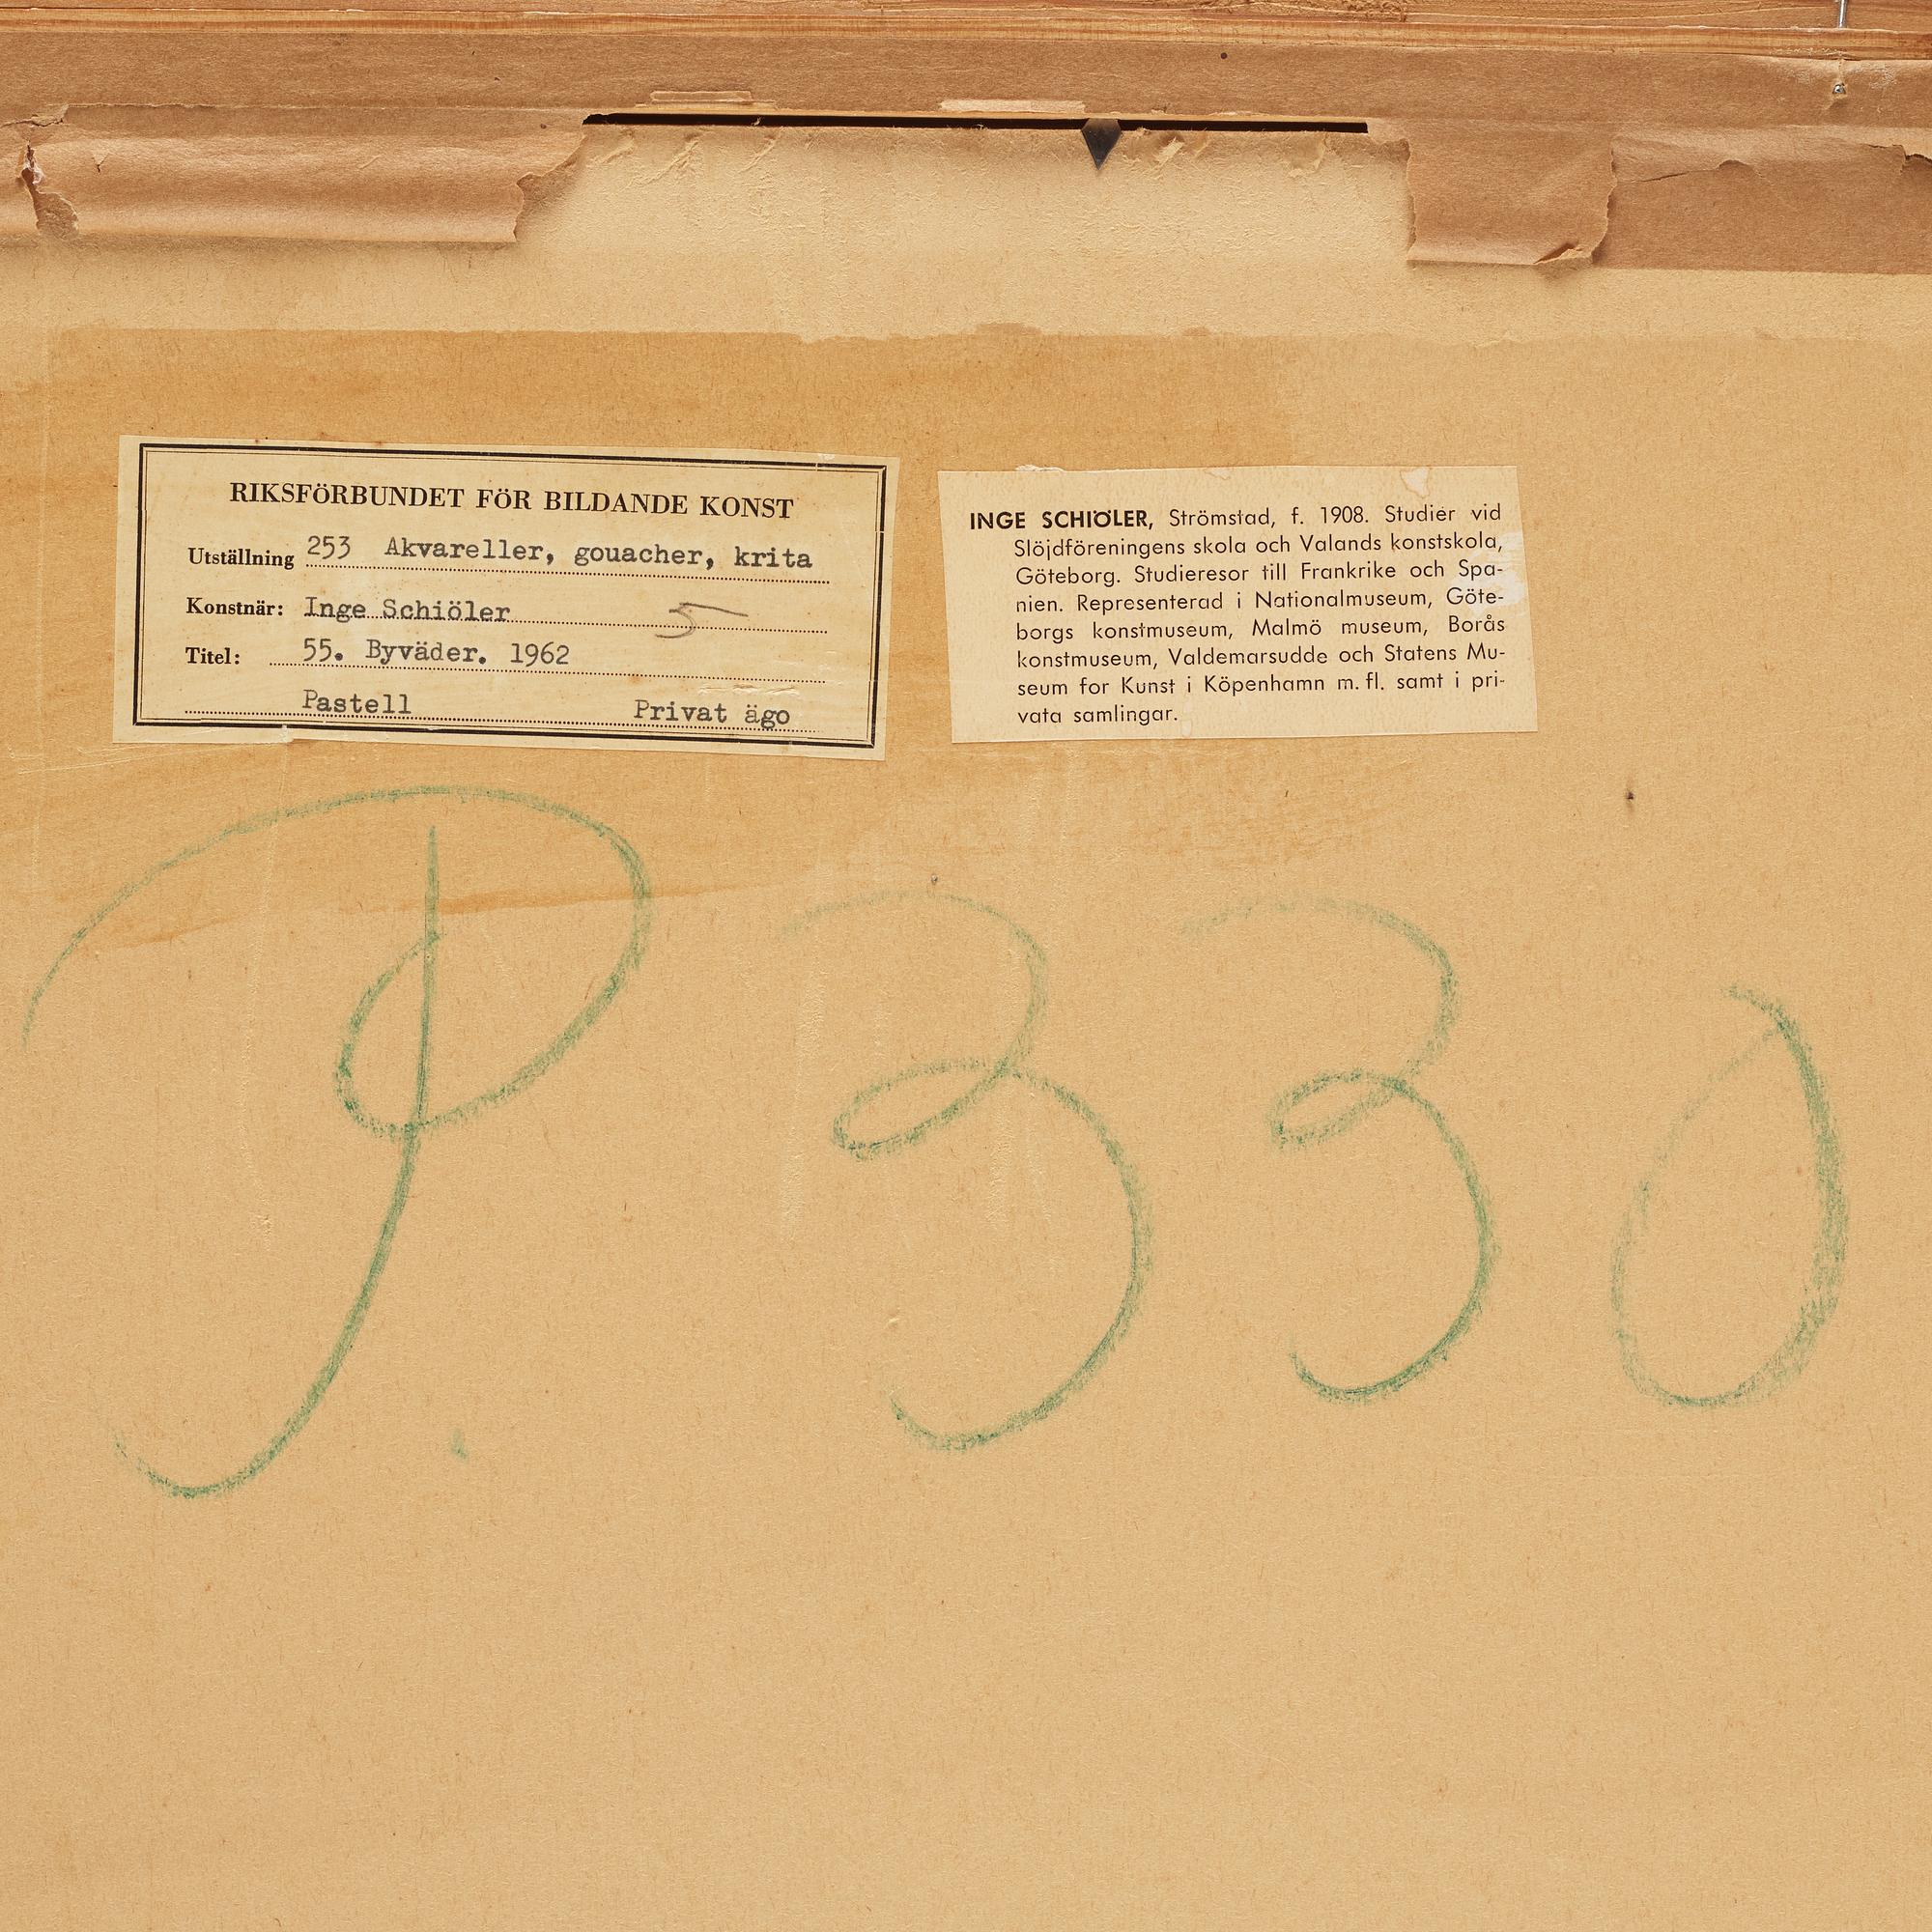 RIKSFÖRBUNDET FÖR BILDANDE KONST
Utställning 253 Akvareller, gouacher, krita
Konstnär: Inge Schiöler 5
Titel: 55. Byväder. 1962
Pastell Privat ägo
INGE SCHIÖLER, Strömstad, f. 1908. Studier vid
Slöjdföreningens skola och Valands konstskola,
Göteborg. Studieresor till Frankrike och Spa-
nien. Representerad i Nationalmuseum, Göte-
borgs konstmuseum, Malmö museum, Borås
konstmuseum, Valdemarsudde och Statens Mu-
seum for Kunst i Köpenhamn m. fl. samt i pri-
vata samlingar.
P. 330